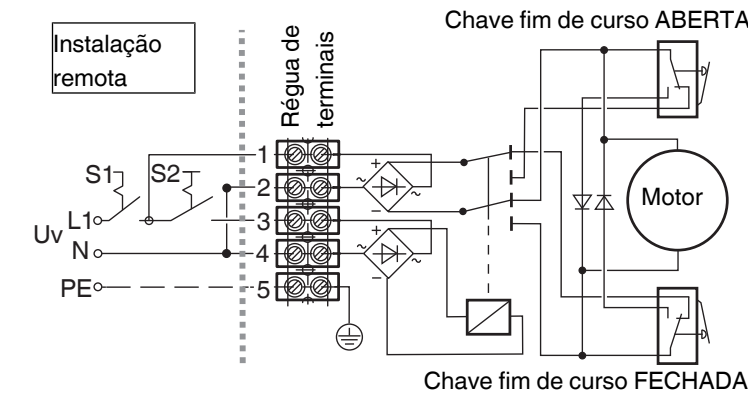 Chave fim de curso ABERTA
Instalação
remota
Régua de
terminais
S1
S2
1
2
3
4
5
Uv
L1
N
PE
+
~
~
−
+
~
~
−
Motor
Chave fim de curso FECHADA